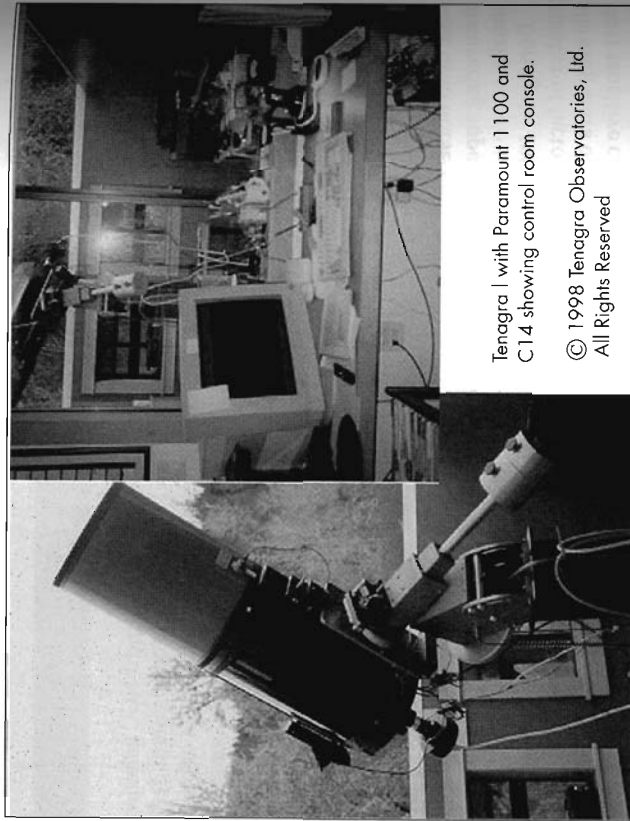 Tenagra I with Paramount 1100 and
C14 showing control room console.
© 1998 Tenagra Observatories, Ltd.
All Rights Reserved